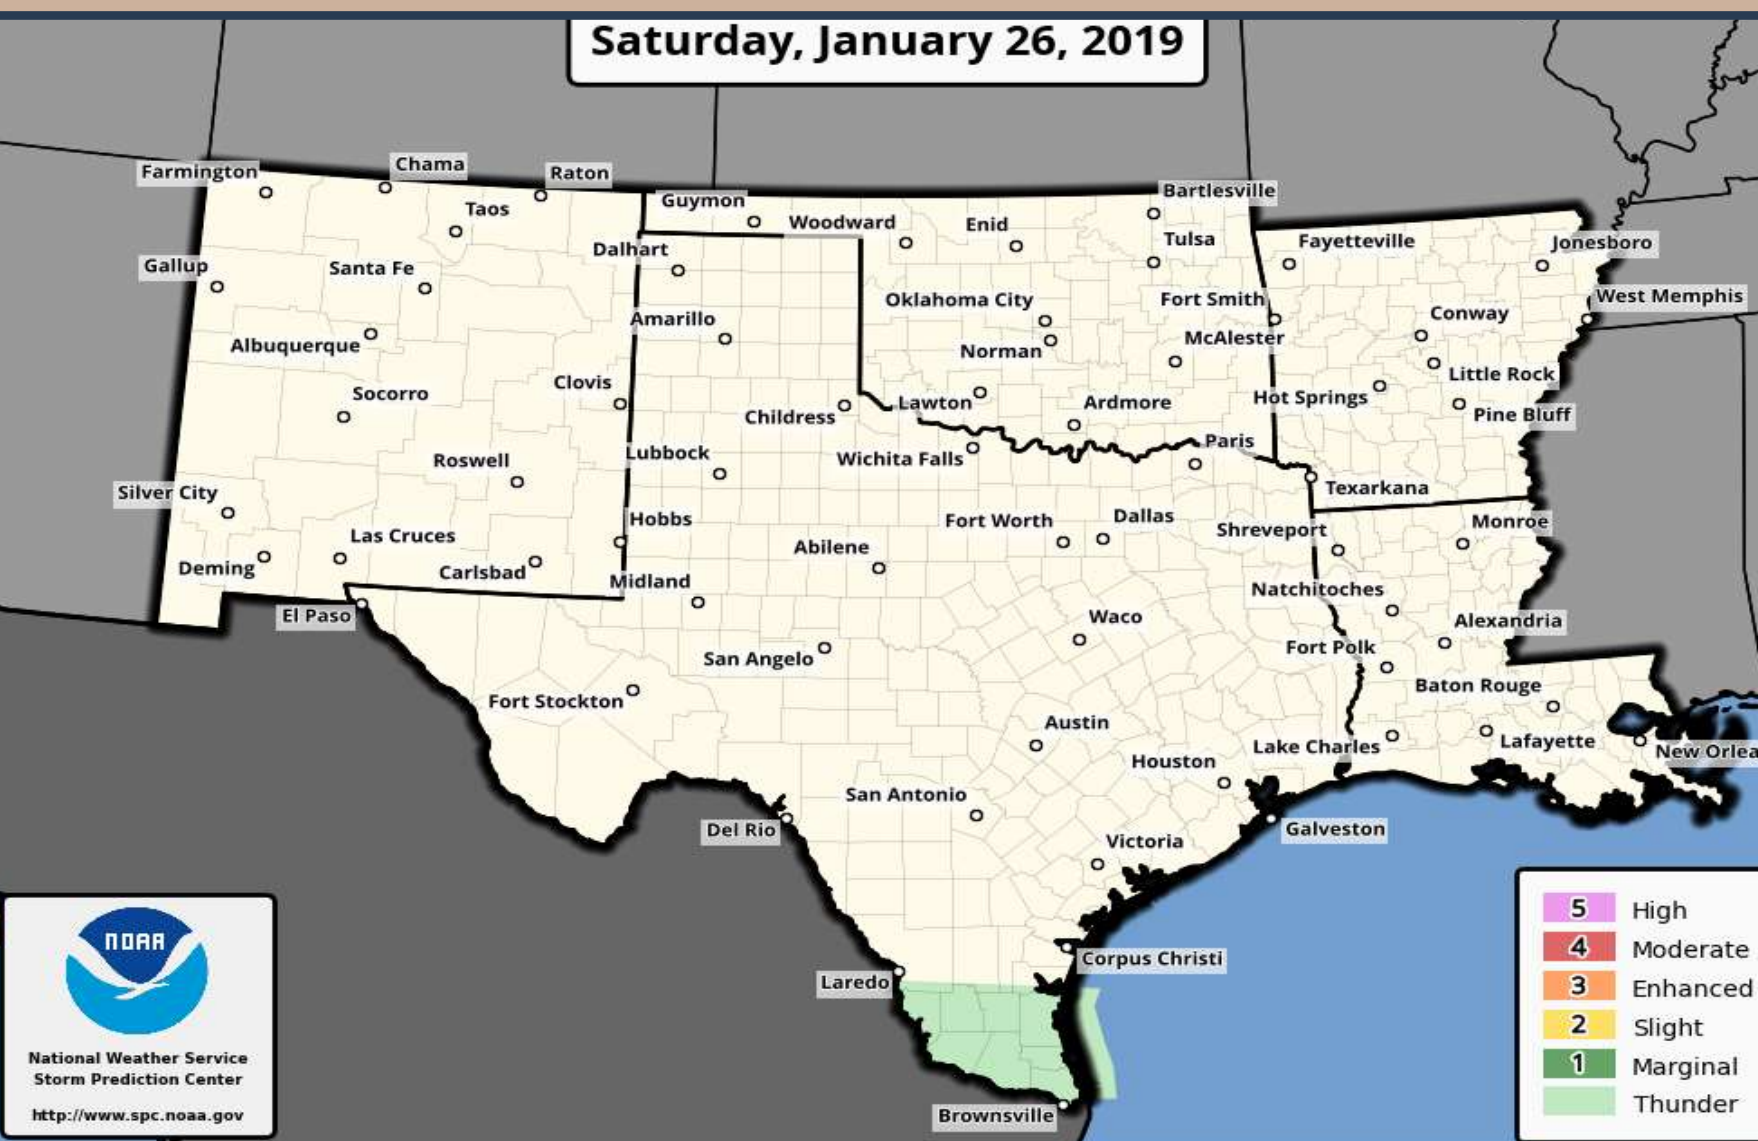 Saturday, January 26, 2019
Farmington
Chama
Raton
Taos
Guymon
Woodward
Enid
Bartlesville
Tulsa
Fayetteville
Jonesboro
Gallup
Santa Fe
Dalhart
Oklahoma City
Fort Smith
West Memphis
Albuquerque
Amarillo
Norman
McAlester
Conway
Socorro
Clovis
Childress
Lawton
Ardmore
Hot Springs
Little Rock
Pine Bluff
Roswell
Lubbock
Wichita Falls
Paris
Texarkana
Silver City
Las Cruces
Hobbs
Fort Worth
Dallas
Shreveport
Monroe
Deming
Carlsbad
Midland
Abilene
Natchitoches
El Paso
San Angelo
Waco
Alexandria
Fort Polk
Fort Stockton
Baton Rouge
Austin
Houston
Lake Charles
Lafayette
New Orlea
San Antonio
Del Rio
Victoria
Galveston
Corpus Christi
Laredo
Brownsville
NOAA
National Weather Service
Storm Prediction Center
http://www.spc.noaa.gov
5 High
4 Moderate
3 Enhanced
2 Slight
1 Marginal
Thunder